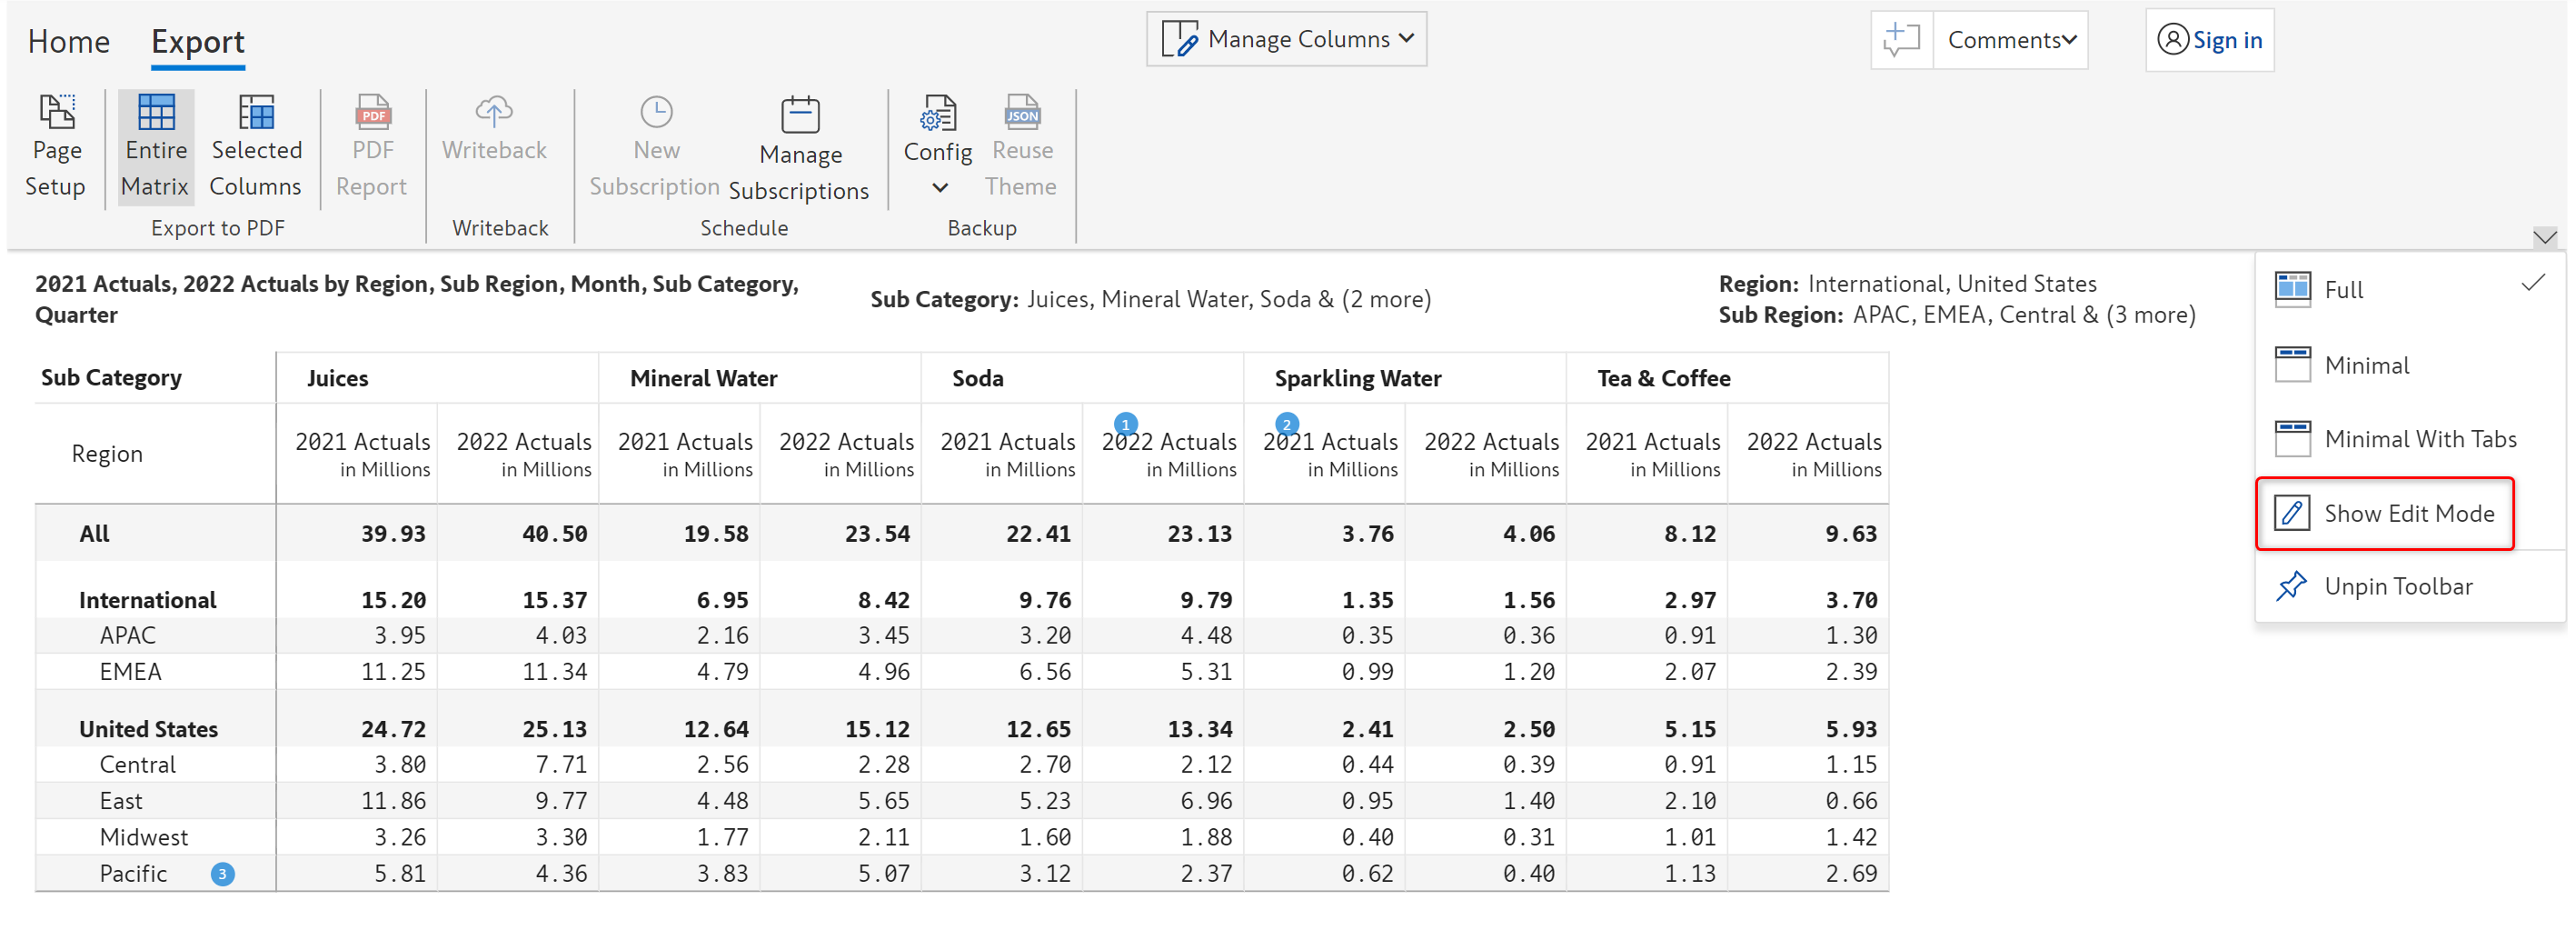 Home Export Manage Columns Comments Sign in
Page Entire Selected PDF Writeback New Manage Config JSON Reuse
Setup Matrix Columns PDF Report Subscription Subscriptions Theme
Export to PDF Writeback Schedule Backup
2021 Actuals, 2022 Actuals by Region, Sub Region, Month, Sub Category,
Quarter
Sub Category: Juices, Mineral Water, Soda & (2 more)
Region: International, United States
Sub Region: APAC, EMEA, Central & (3 more)
Full
Minimal
Minimal With Tabs
Show Edit Mode
Unpin Toolbar
Sub Category Juices Mineral Water Soda Sparkling Water Tea & Coffee
1 2
Region 2021 Actuals 2022 Actuals 2021 Actuals 2022 Actuals 2021 Actuals 2022 Actuals 2021 Actuals 2022 Actuals 2021 Actuals 2022 Actuals
in Millions in Millions in Millions in Millions in Millions in Millions in Millions in Millions in Millions in Millions
All 39.93 40.50 19.58 23.54 22.41 23.13 3.76 4.06 8.12 9.63
International 15.20 15.37 6.95 8.42 9.76 9.79 1.35 1.56 2.97 3.70
APAC 3.95 4.03 2.16 3.45 3.20 4.48 0.35 0.36 0.91 1.30
EMEA 11.25 11.34 4.79 4.96 6.56 5.31 0.99 1.20 2.07 2.39
United States 24.72 25.13 12.64 15.12 12.65 13.34 2.41 2.50 5.15 5.93
Central 3.80 7.71 2.56 2.28 2.70 2.12 0.44 0.39 0.91 1.15
East 11.86 9.77 4.48 5.65 5.23 6.96 0.95 1.40 2.10 0.66
Midwest 3.26 3.30 1.77 2.11 1.60 1.88 0.40 0.31 1.01 1.42
Pacific 3 5.81 4.36 3.83 5.07 3.12 2.37 0.62 0.40 1.13 2.69